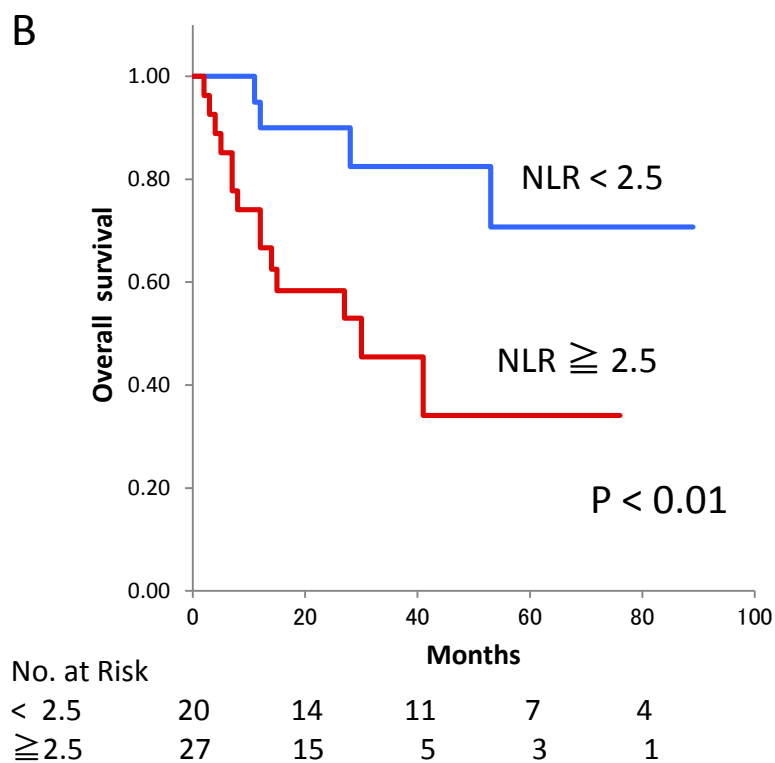 B
1.00
0.80
0.60
0.40
0.20
0.00
Overall survival
NLR < 2.5
NLR ≧ 2.5
P < 0.01
0 20 40 60 80 100
Months
No. at Risk
< 2.5 20 14 11 7 4
≧2.5 27 15 5 3 1